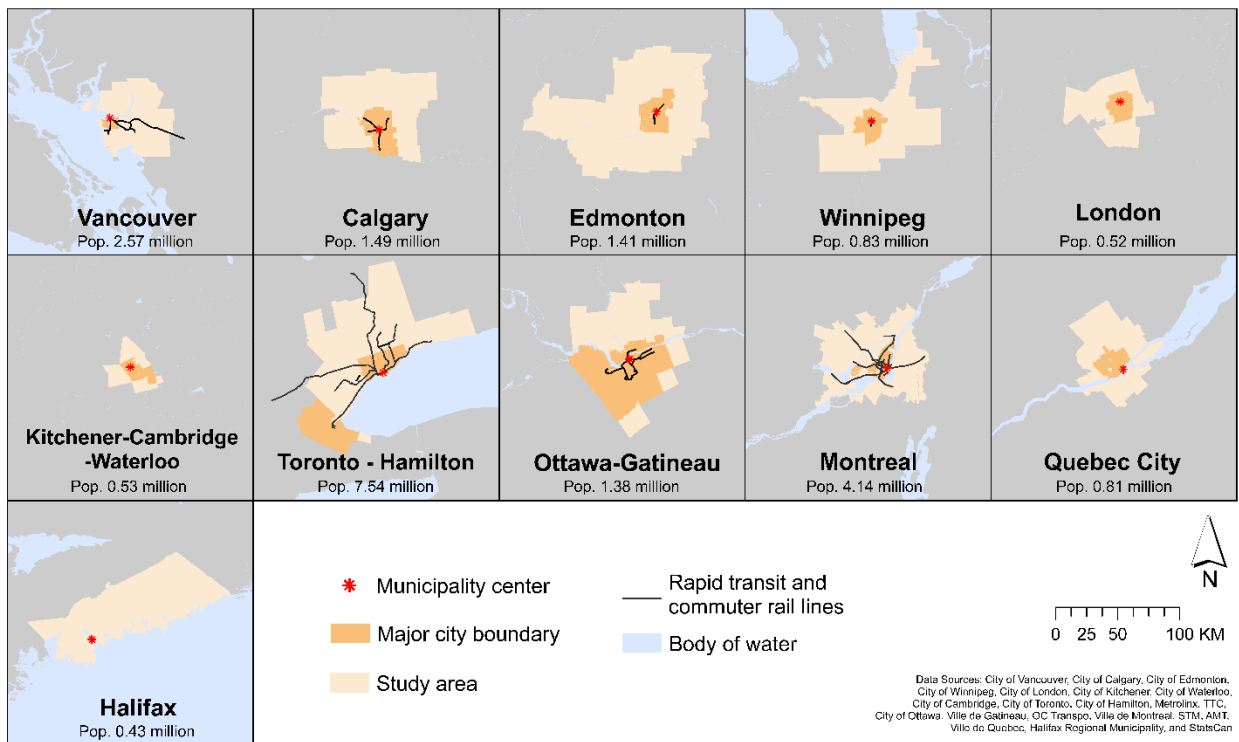 Vancouver
Pop. 2.57 million
Calgary
Pop. 1.49 million
Edmonton
Pop. 1.41 million
Winnipeg
Pop. 0.83 million
London
Pop. 0.52 million
Kitchener-Cambridge
-Waterloo
Pop. 0.53 million
Toronto - Hamilton
Pop. 7.54 million
Ottawa-Gatineau
Pop. 1.38 million
Montreal
Pop. 4.14 million
Quebec City
Pop. 0.81 million
Halifax
Pop. 0.43 million
Municipality center
Major city boundary
Study area
Rapid transit and
commuter rail lines
Body of water
N
0 25 50 100 KM
Data Sources: City of Vancouver, City of Calgary, City of Edmonton,
City of Winnipeg, City of London, City of Kitchener, City of Waterloo,
City of Cambridge, City of Toronto, City of Hamilton, Metrolinx, TTC,
City of Ottawa, Ville de Gatineau, OC Transpo, Ville de Montreal, STM, AMT,
Ville de Quebec, Halifax Regional Municipality, and StatsCan